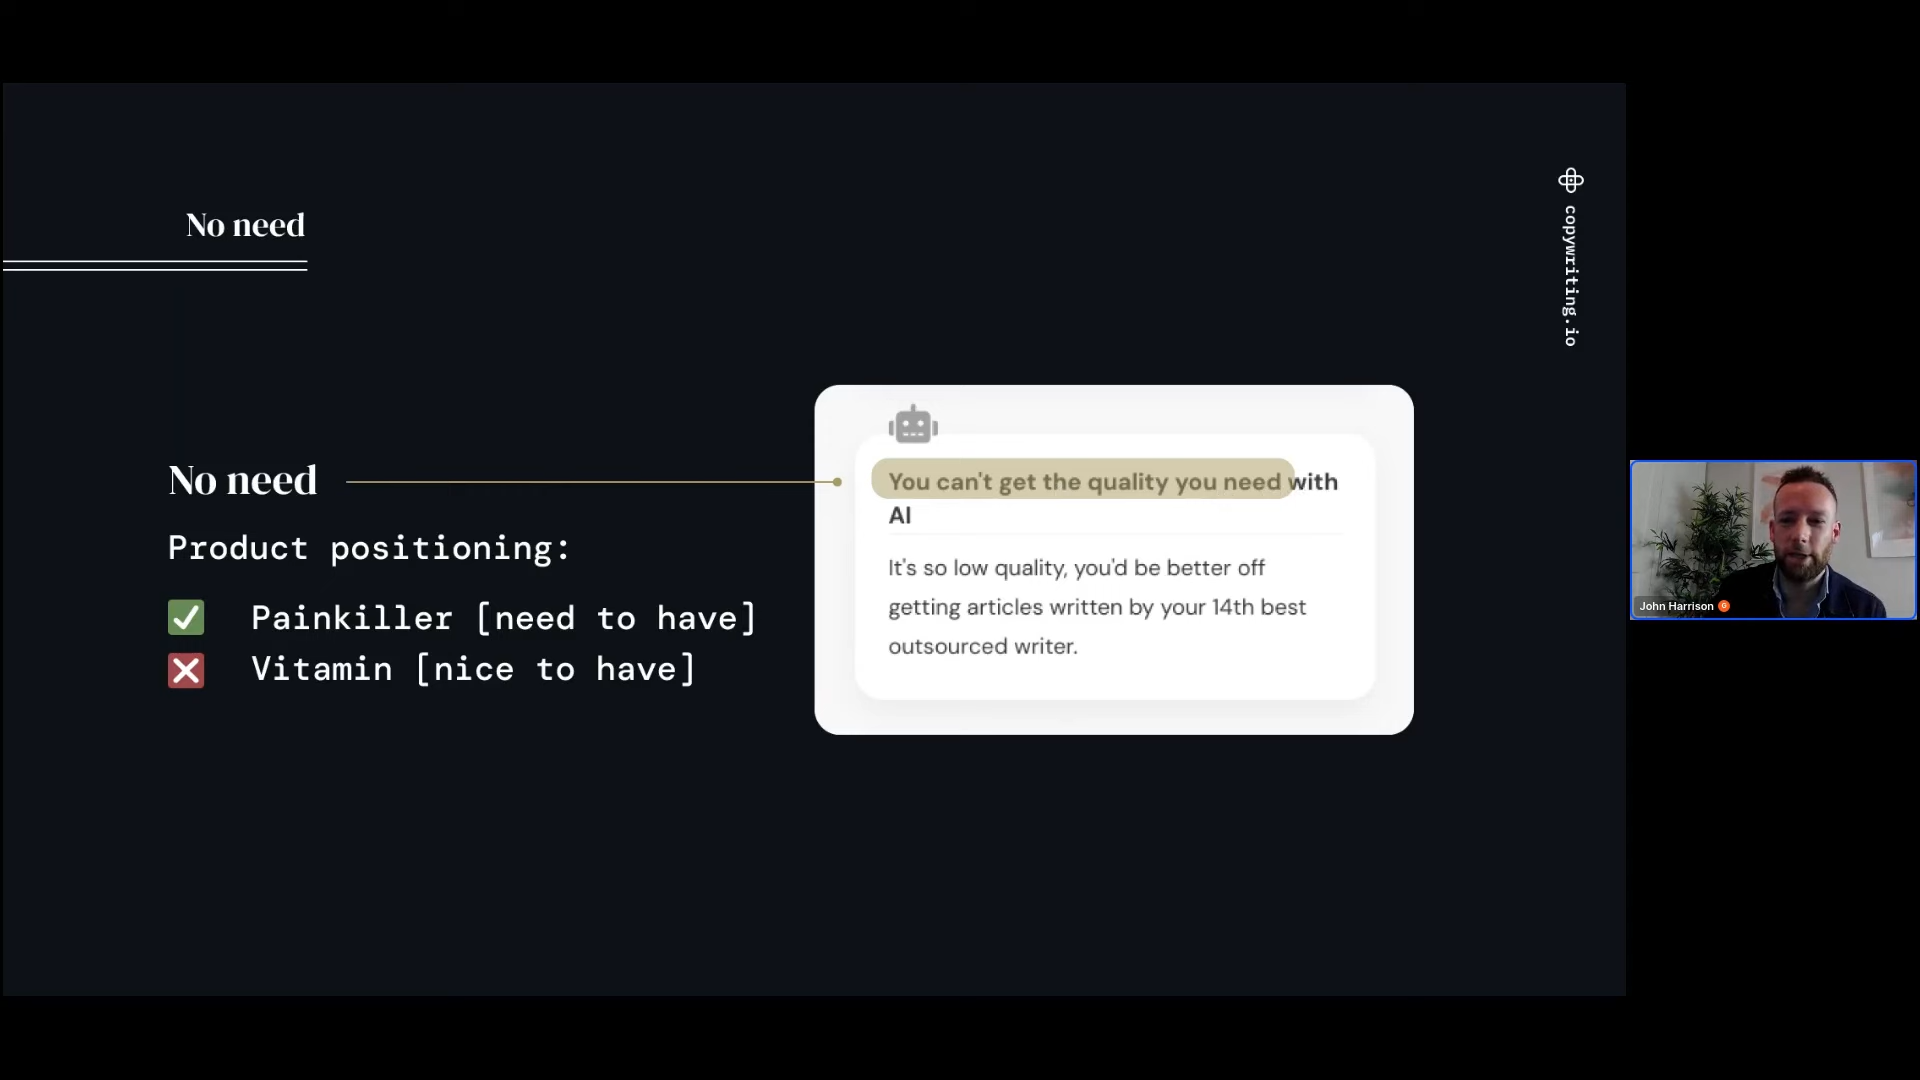 No need
copywriting.io
No need
Product positioning:
Painkiller [need to have]
Vitamin [nice to have]
You can't get the quality you need with
AI
It's so low quality, you'd be better off
getting articles written by your 14th best
outsourced writer.
John Harrison